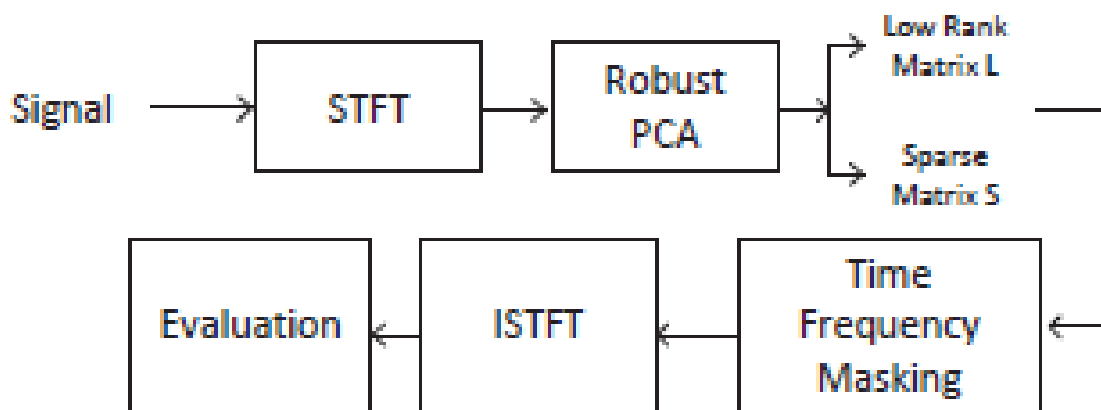 Signal
STFT
Robust
PCA
Low Rank
Matrix L
Sparse
Matrix S
Time
Frequency
Masking
ISTFT
Evaluation